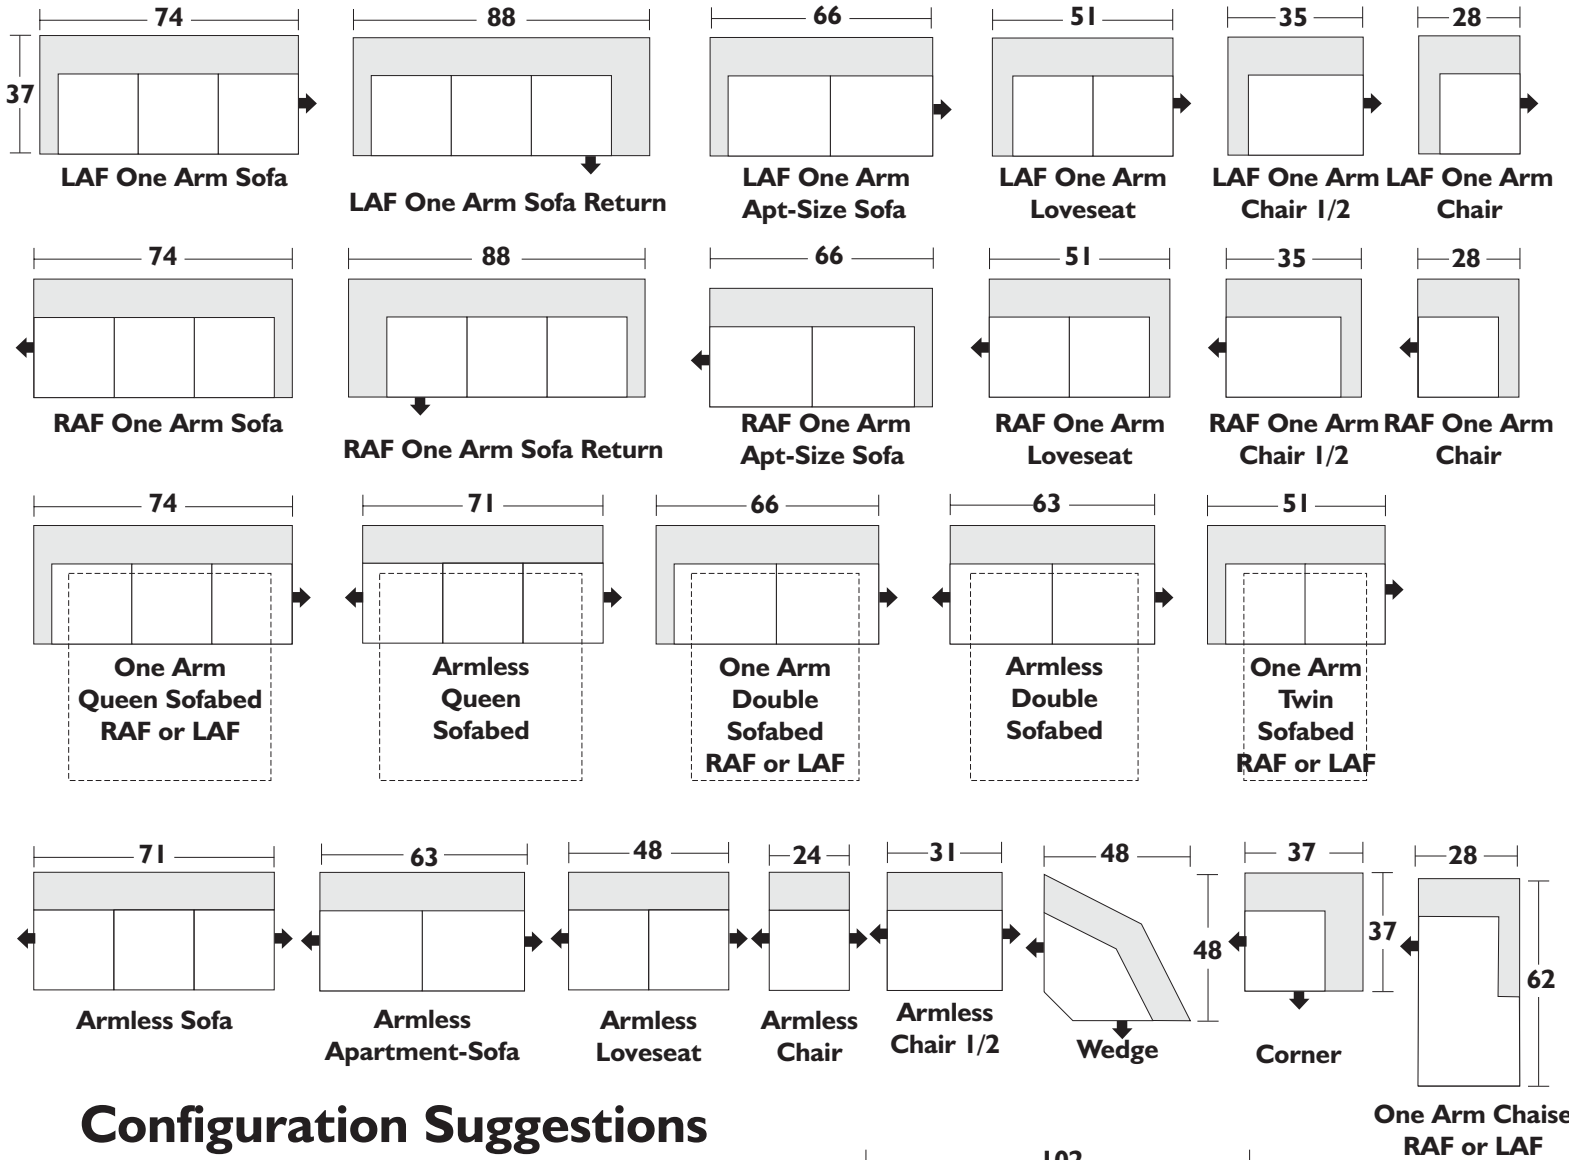 74
88
66
51
35
28
37
LAF One Arm Sofa
LAF One Arm Sofa Return
LAF One Arm
Apt-Size Sofa
LAF One Arm
Loveseat
LAF One Arm
Chair 1/2
LAF One Arm
Chair
74
88
66
51
35
28
RAF One Arm Sofa
RAF One Arm Sofa Return
RAF One Arm
Apt-Size Sofa
RAF One Arm
Loveseat
RAF One Arm
Chair 1/2
RAF One Arm
Chair
74
71
66
63
51
One Arm
Queen Sofabed
RAF or LAF
Armless
Queen
Sofabed
One Arm
Double
Sofabed
RAF or LAF
Armless
Double
Sofabed
One Arm
Twin
Sofabed
RAF or LAF
71
63
48
24
31
48
37
28
48
37
62
Armless Sofa
Armless
Apartment-Sofa
Armless
Loveseat
Armless
Chair
Armless
Chair 1/2
Wedge
Corner
One Arm Chaise
RAF or LAF
Configuration Suggestions
102